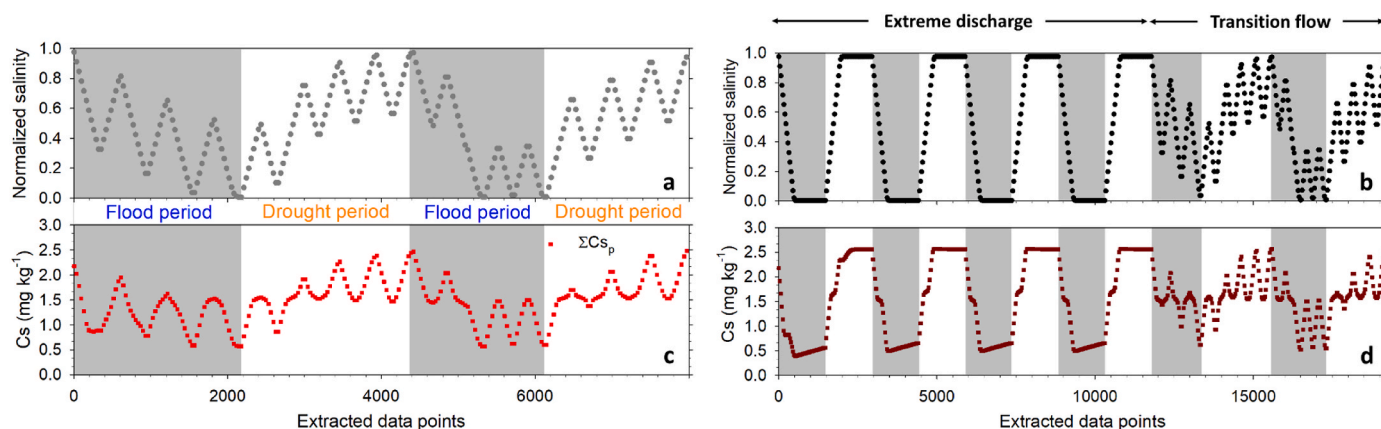 Extreme discharge
Transition flow
Normalized salinity
1.0
0.8
0.6
0.4
0.2
0.0
a
Flood period
Drought period
Flood period
Drought period
Cs (mg kg⁻¹)
3.0
2.5
2.0
1.5
1.0
0.5
0.0
ΣCsₚ
c
0
2000
4000
6000
Extracted data points
Normalized salinity
1.0
0.8
0.6
0.4
0.2
0.0
b
Cs (mg kg⁻¹)
3.0
2.5
2.0
1.5
1.0
0.5
0.0
d
0
5000
10000
15000
Extracted data points